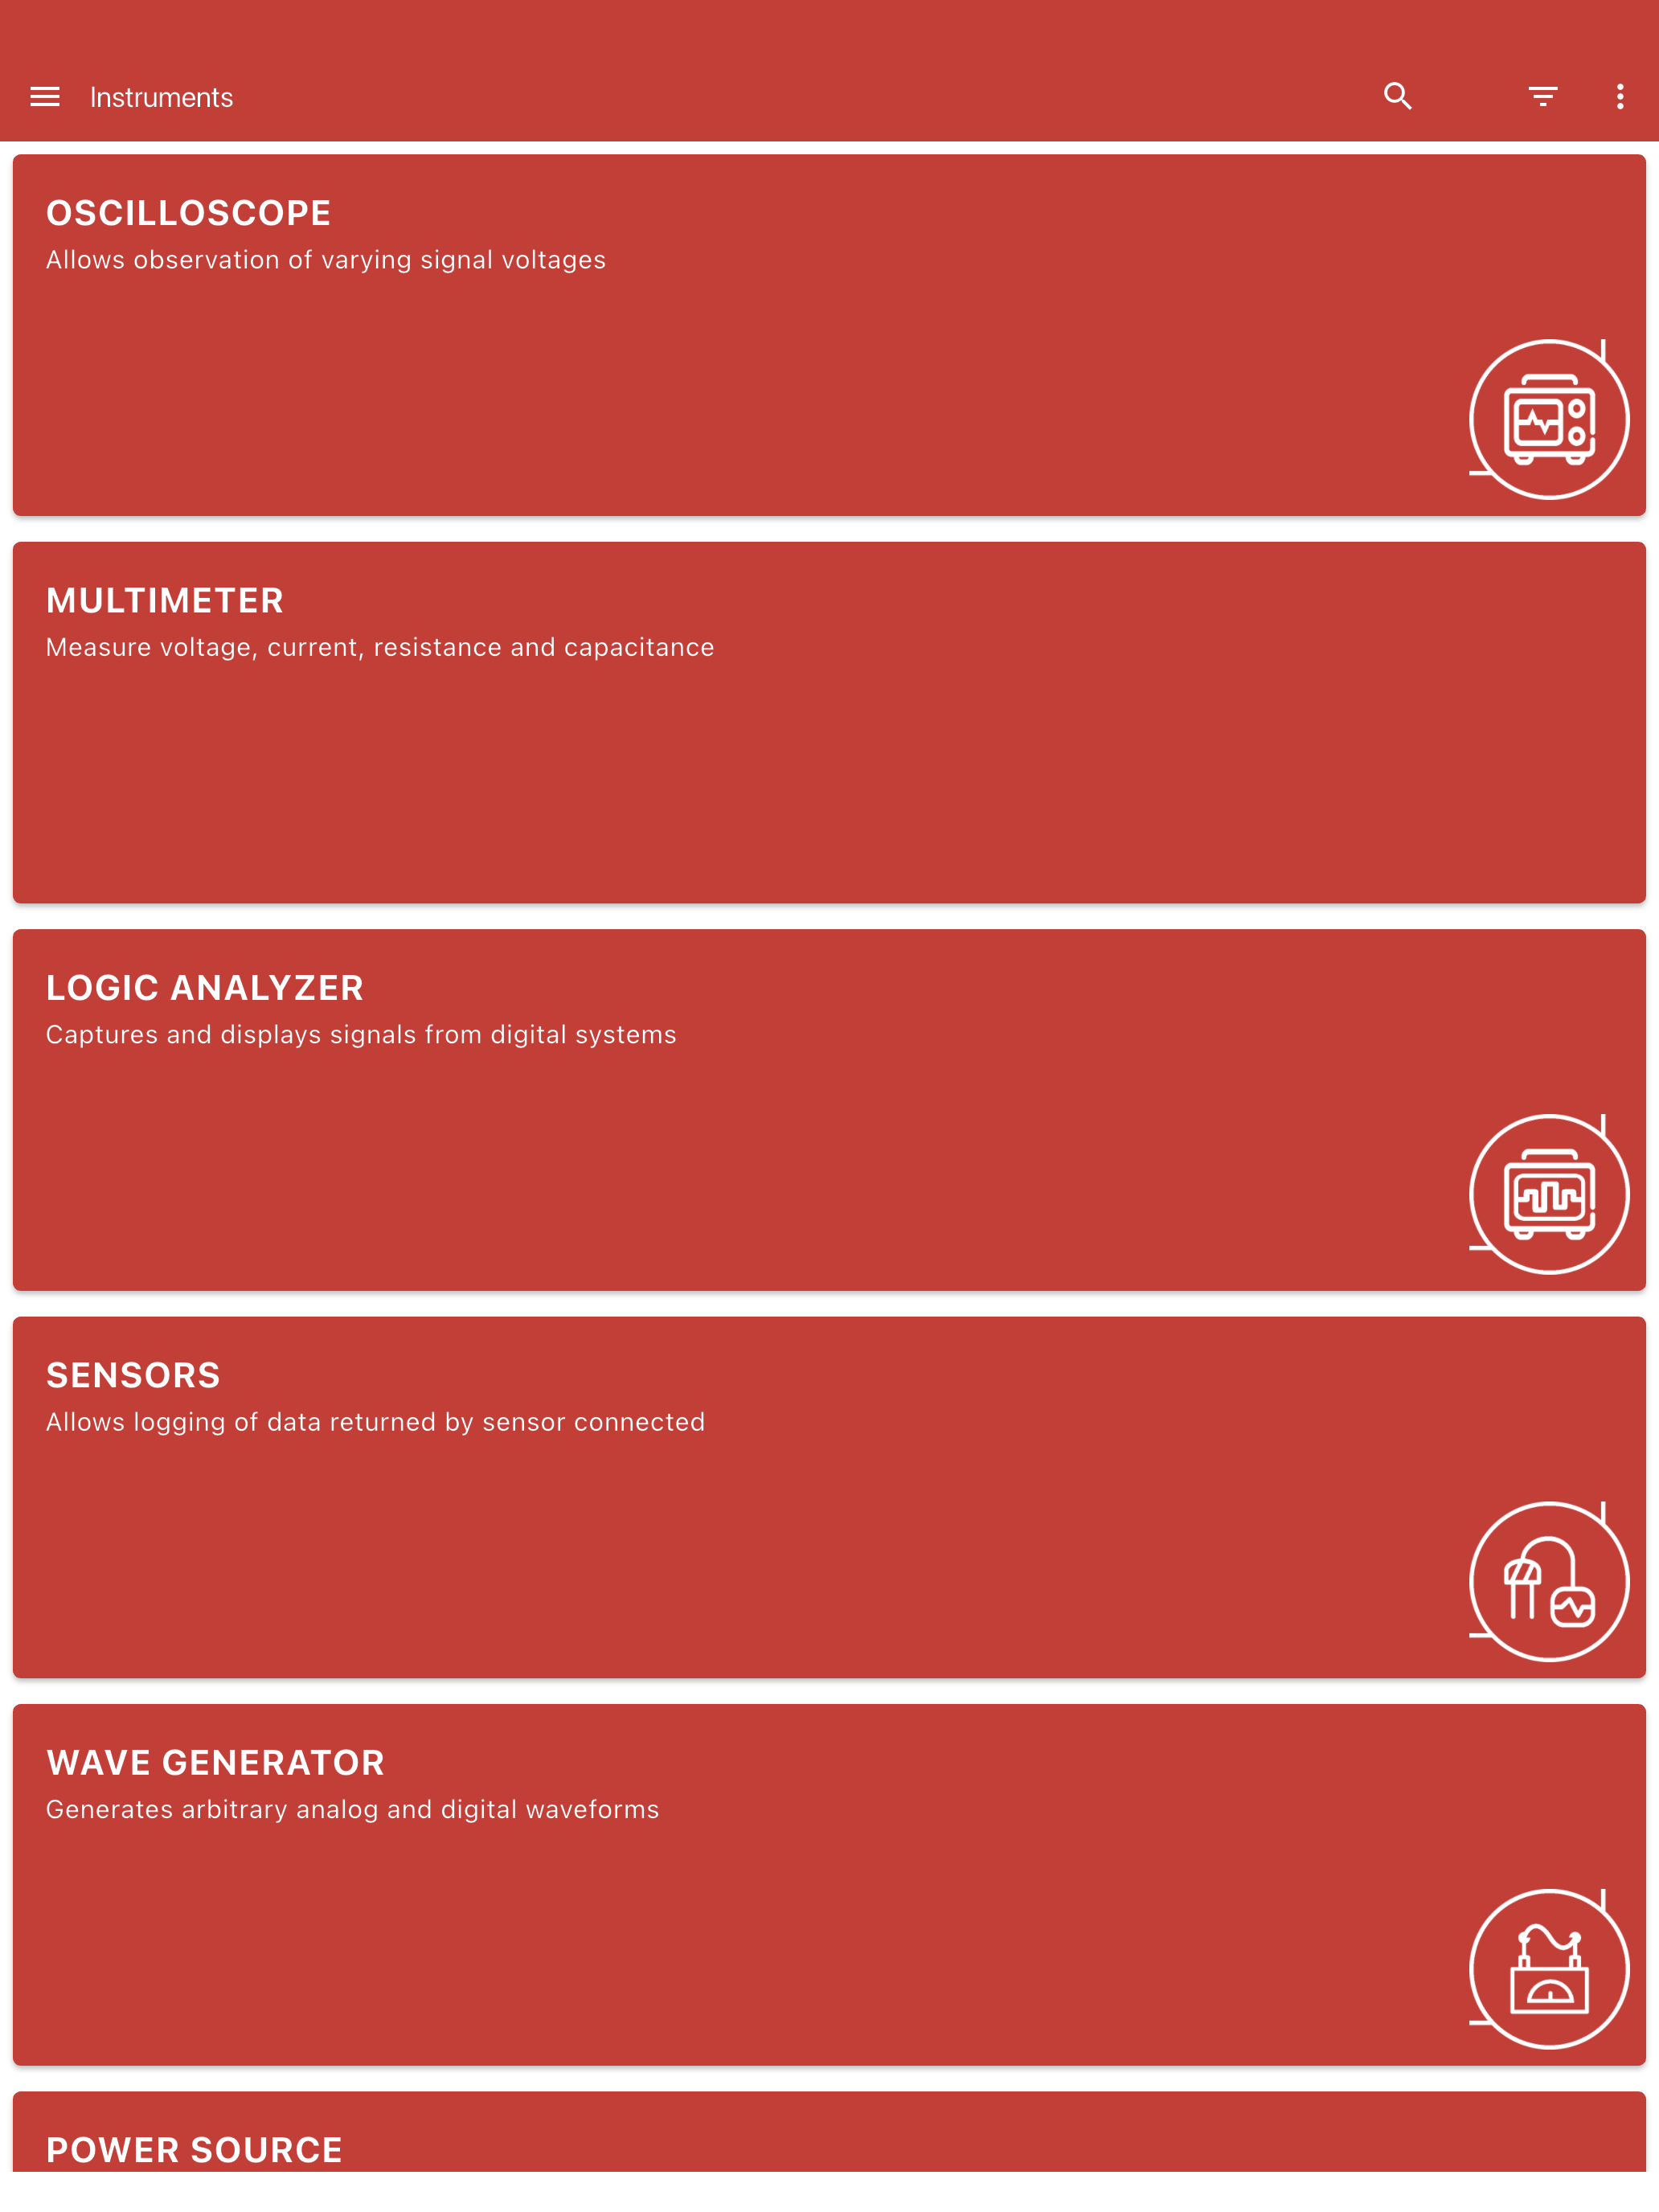 Instruments
OSCILLOSCOPE
Allows observation of varying signal voltages
MULTIMETER
Measure voltage, current, resistance and capacitance
LOGIC ANALYZER
Captures and displays signals from digital systems
SENSORS
Allows logging of data returned by sensor connected
WAVE GENERATOR
Generates arbitrary analog and digital waveforms
POWER SOURCE